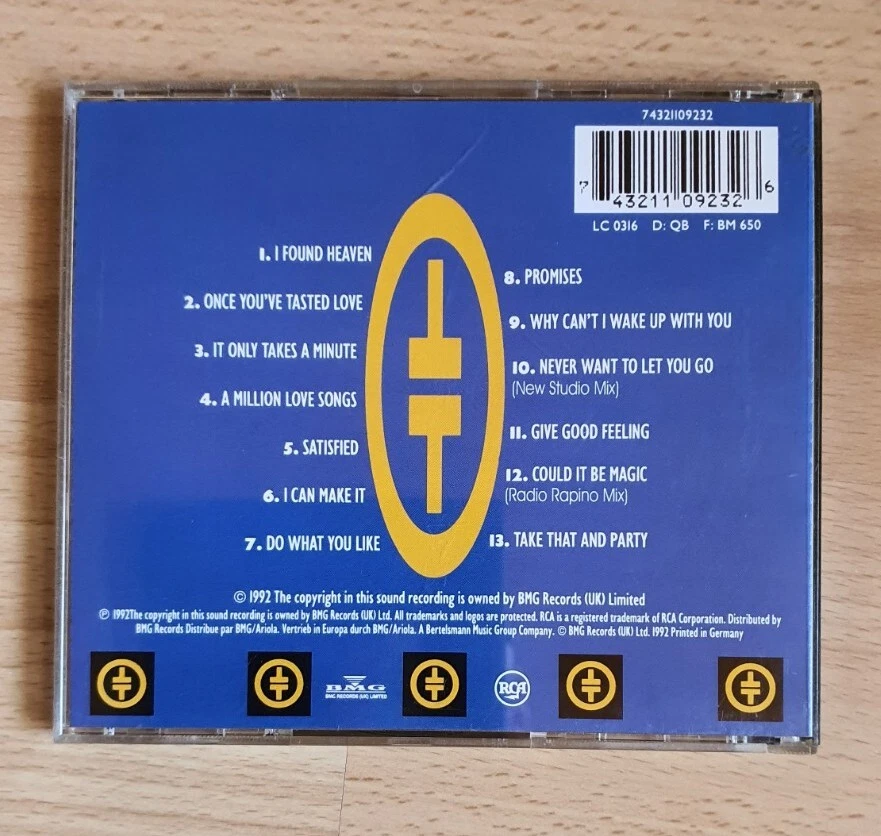 74321109232
7 43211 09232 6
LC 0316 D: QB F: BM 650
1. I FOUND HEAVEN
2. ONCE YOU'VE TASTED LOVE
3. IT ONLY TAKES A MINUTE
4. A MILLION LOVE SONGS
5. SATISFIED
6. I CAN MAKE IT
7. DO WHAT YOU LIKE
8. PROMISES
9. WHY CAN'T I WAKE UP WITH YOU
10. NEVER WANT TO LET YOU GO
(New Studio Mix)
11. GIVE GOOD FEELING
12. COULD IT BE MAGIC
(Radio Rapino Mix)
13. TAKE THAT AND PARTY
© 1992 The copyright in this sound recording is owned by BMG Records (UK) Limited
℗ 1992The copyright in this sound recording is owned by BMG Records (UK) Ltd. All trademarks and logos are protected. RCA is a registered trademark of RCA Corporation. Distributed by
BMG Records Distribue par BMG/Ariola. Vertrieb in Europa durch BMG/Ariola. A Bertelsmann Music Group Company. © BMG Records (UK) Ltd. 1992 Printed in Germany
BMG
BMG RECORDS (UK) LIMITED
RCA